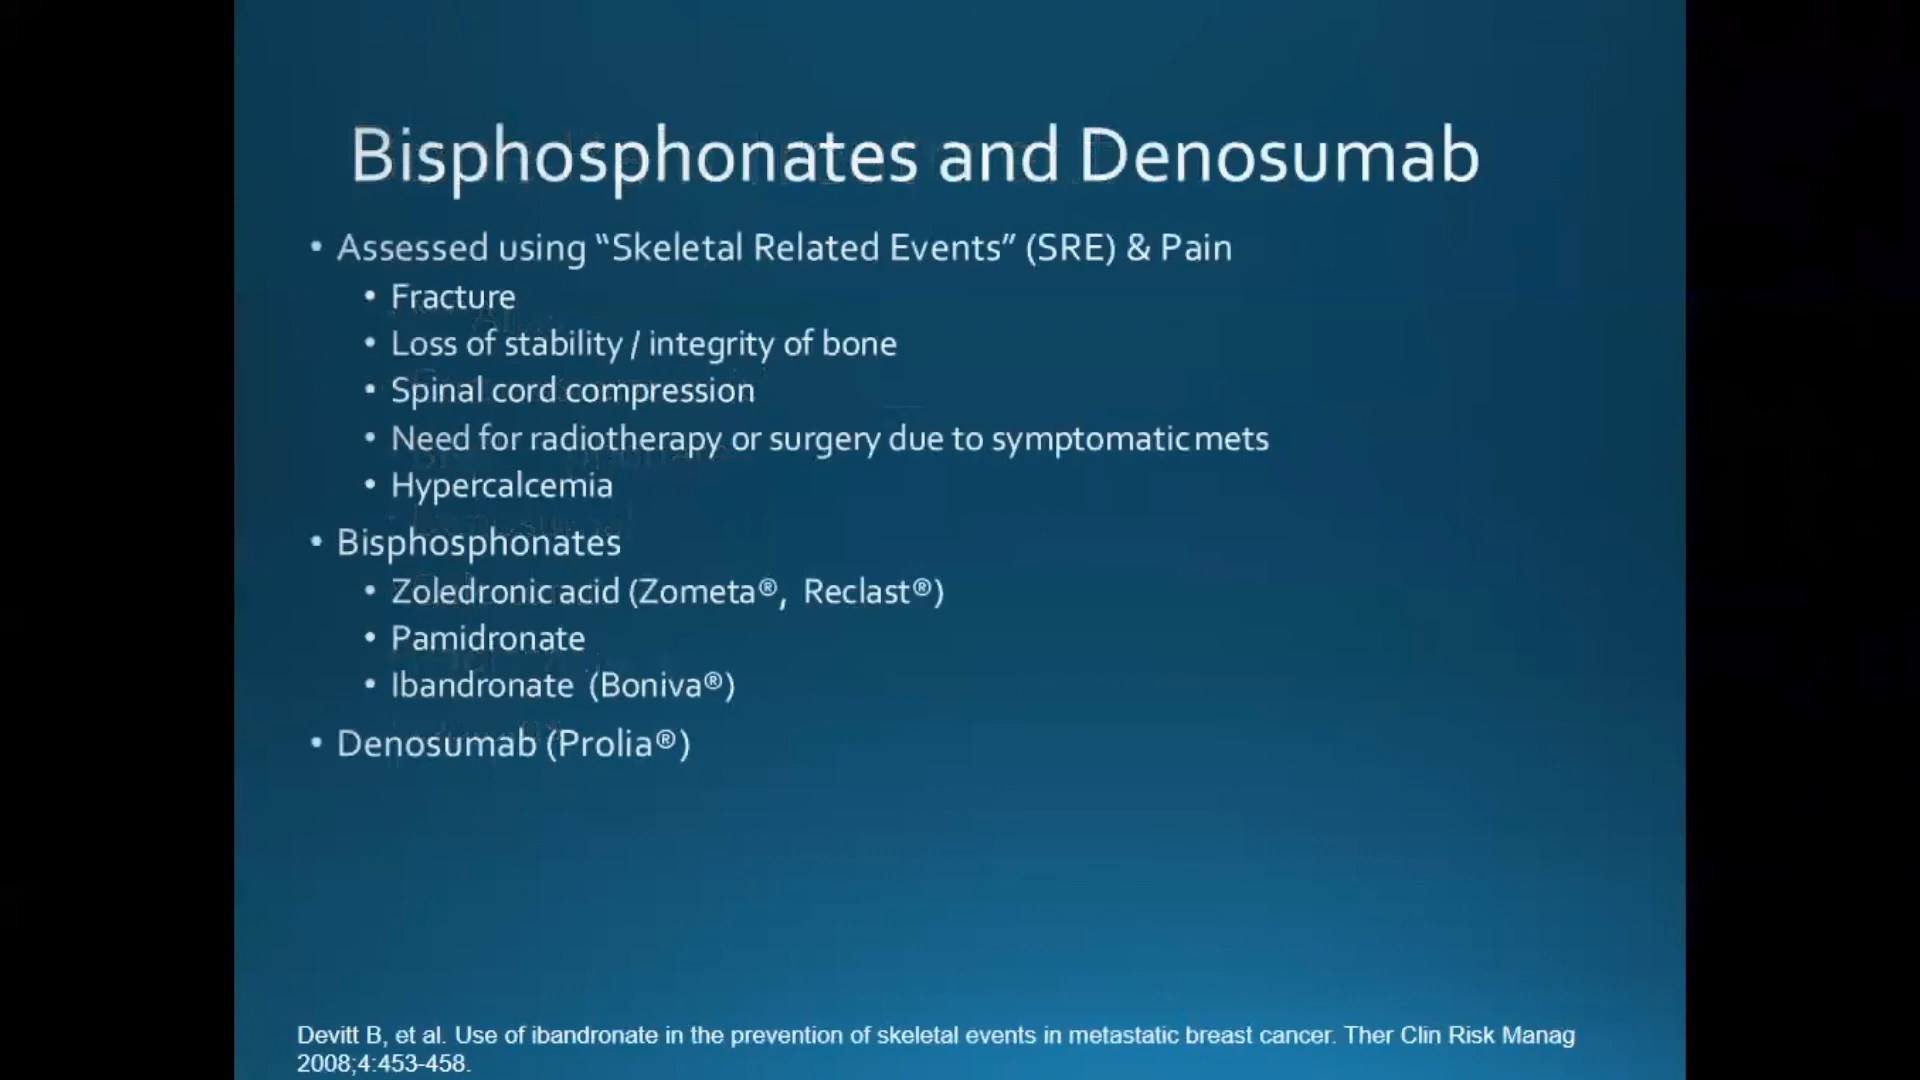 Bisphosphonates and Denosumab
• Assessed using “Skeletal Related Events” (SRE) & Pain
• Fracture
• Loss of stability / integrity of bone
• Spinal cord compression
• Need for radiotherapy or surgery due to symptomatic mets
• Hypercalcemia
• Bisphosphonates
• Zoledronic acid (Zometa®, Reclast®)
• Pamidronate
• Ibandronate (Boniva®)
• Denosumab (Prolia®)
Devitt B, et al. Use of ibandronate in the prevention of skeletal events in metastatic breast cancer. Ther Clin Risk Manag
2008;4:453-458.